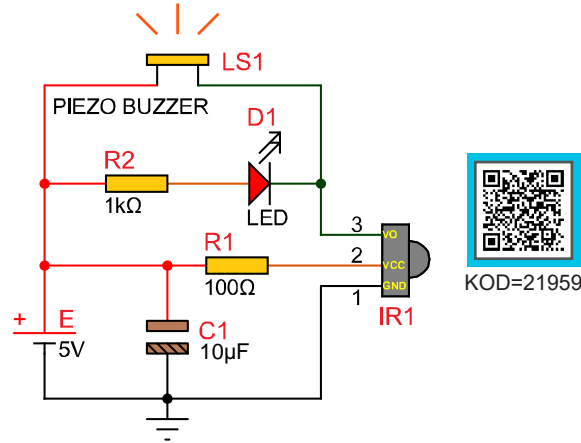 LS1
PIEZO BUZZER
D1
R2
1kΩ
LED
3
VO
R1
2
VCC
100Ω
1
GND
KOD=21959
IR1
+ E
5V
C1
10µF